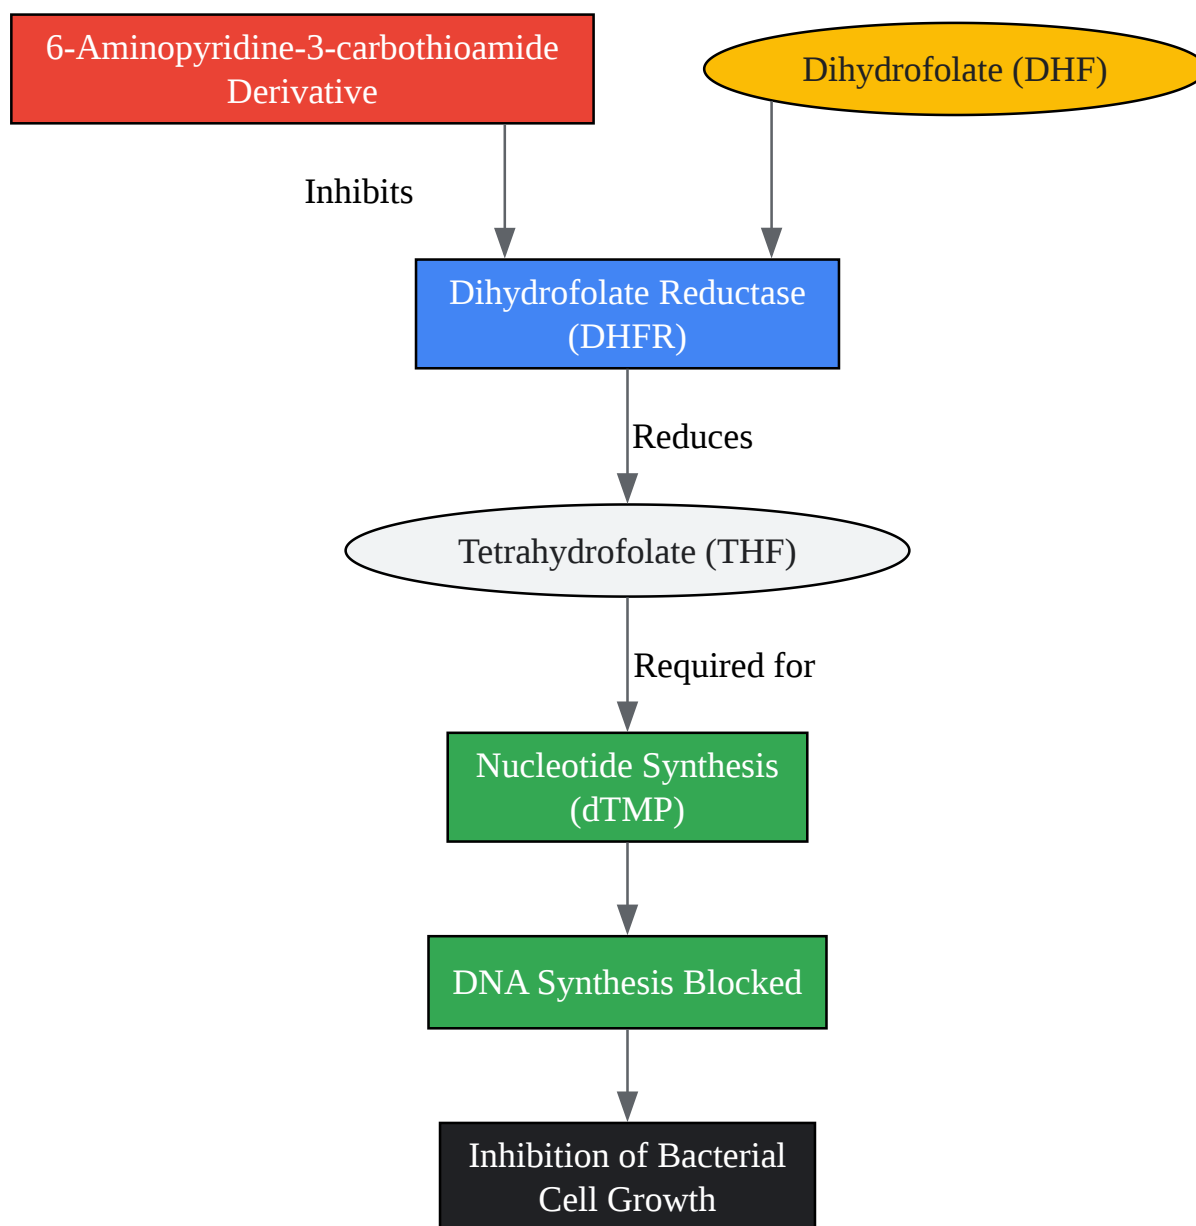 6-Aminopyridine-3-carbothioamide
Derivative
Dihydrofolate (DHF)
Inhibits
Dihydrofolate Reductase
(DHFR)
Reduces
Tetrahydrofolate (THF)
Required for
Nucleotide Synthesis
(dTMP)
DNA Synthesis Blocked
Inhibition of Bacterial
Cell Growth